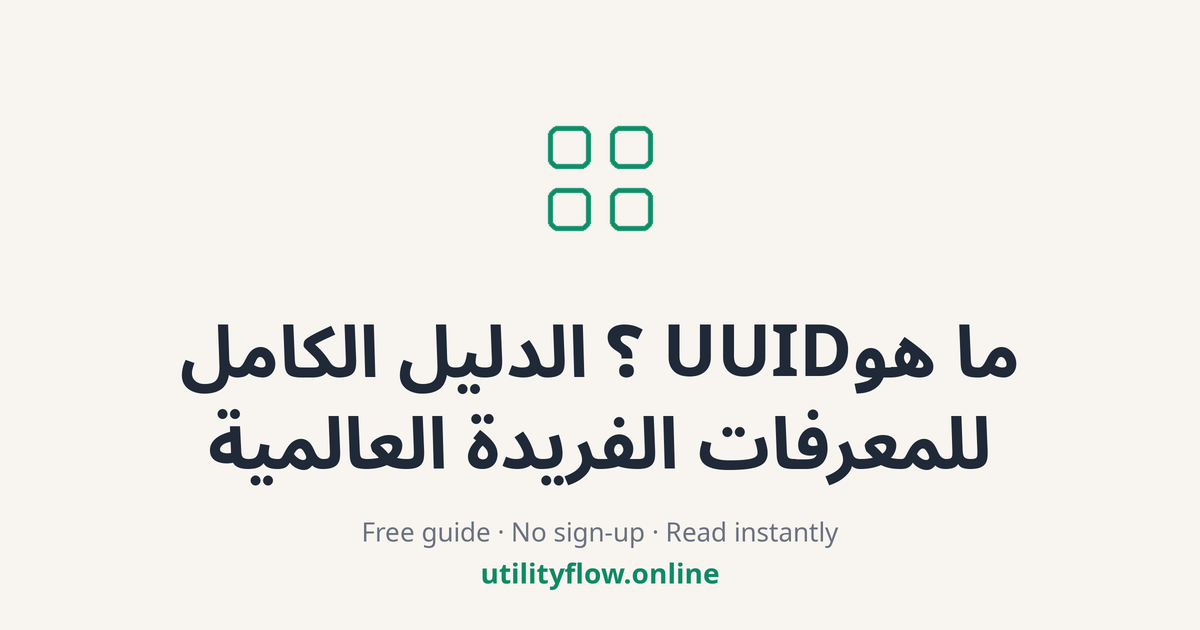 ما هوUUID ؟ الدليل الكامل
للمعرفات الفريدة العالمية
Free guide · No sign-up · Read instantly
utilityflow.online